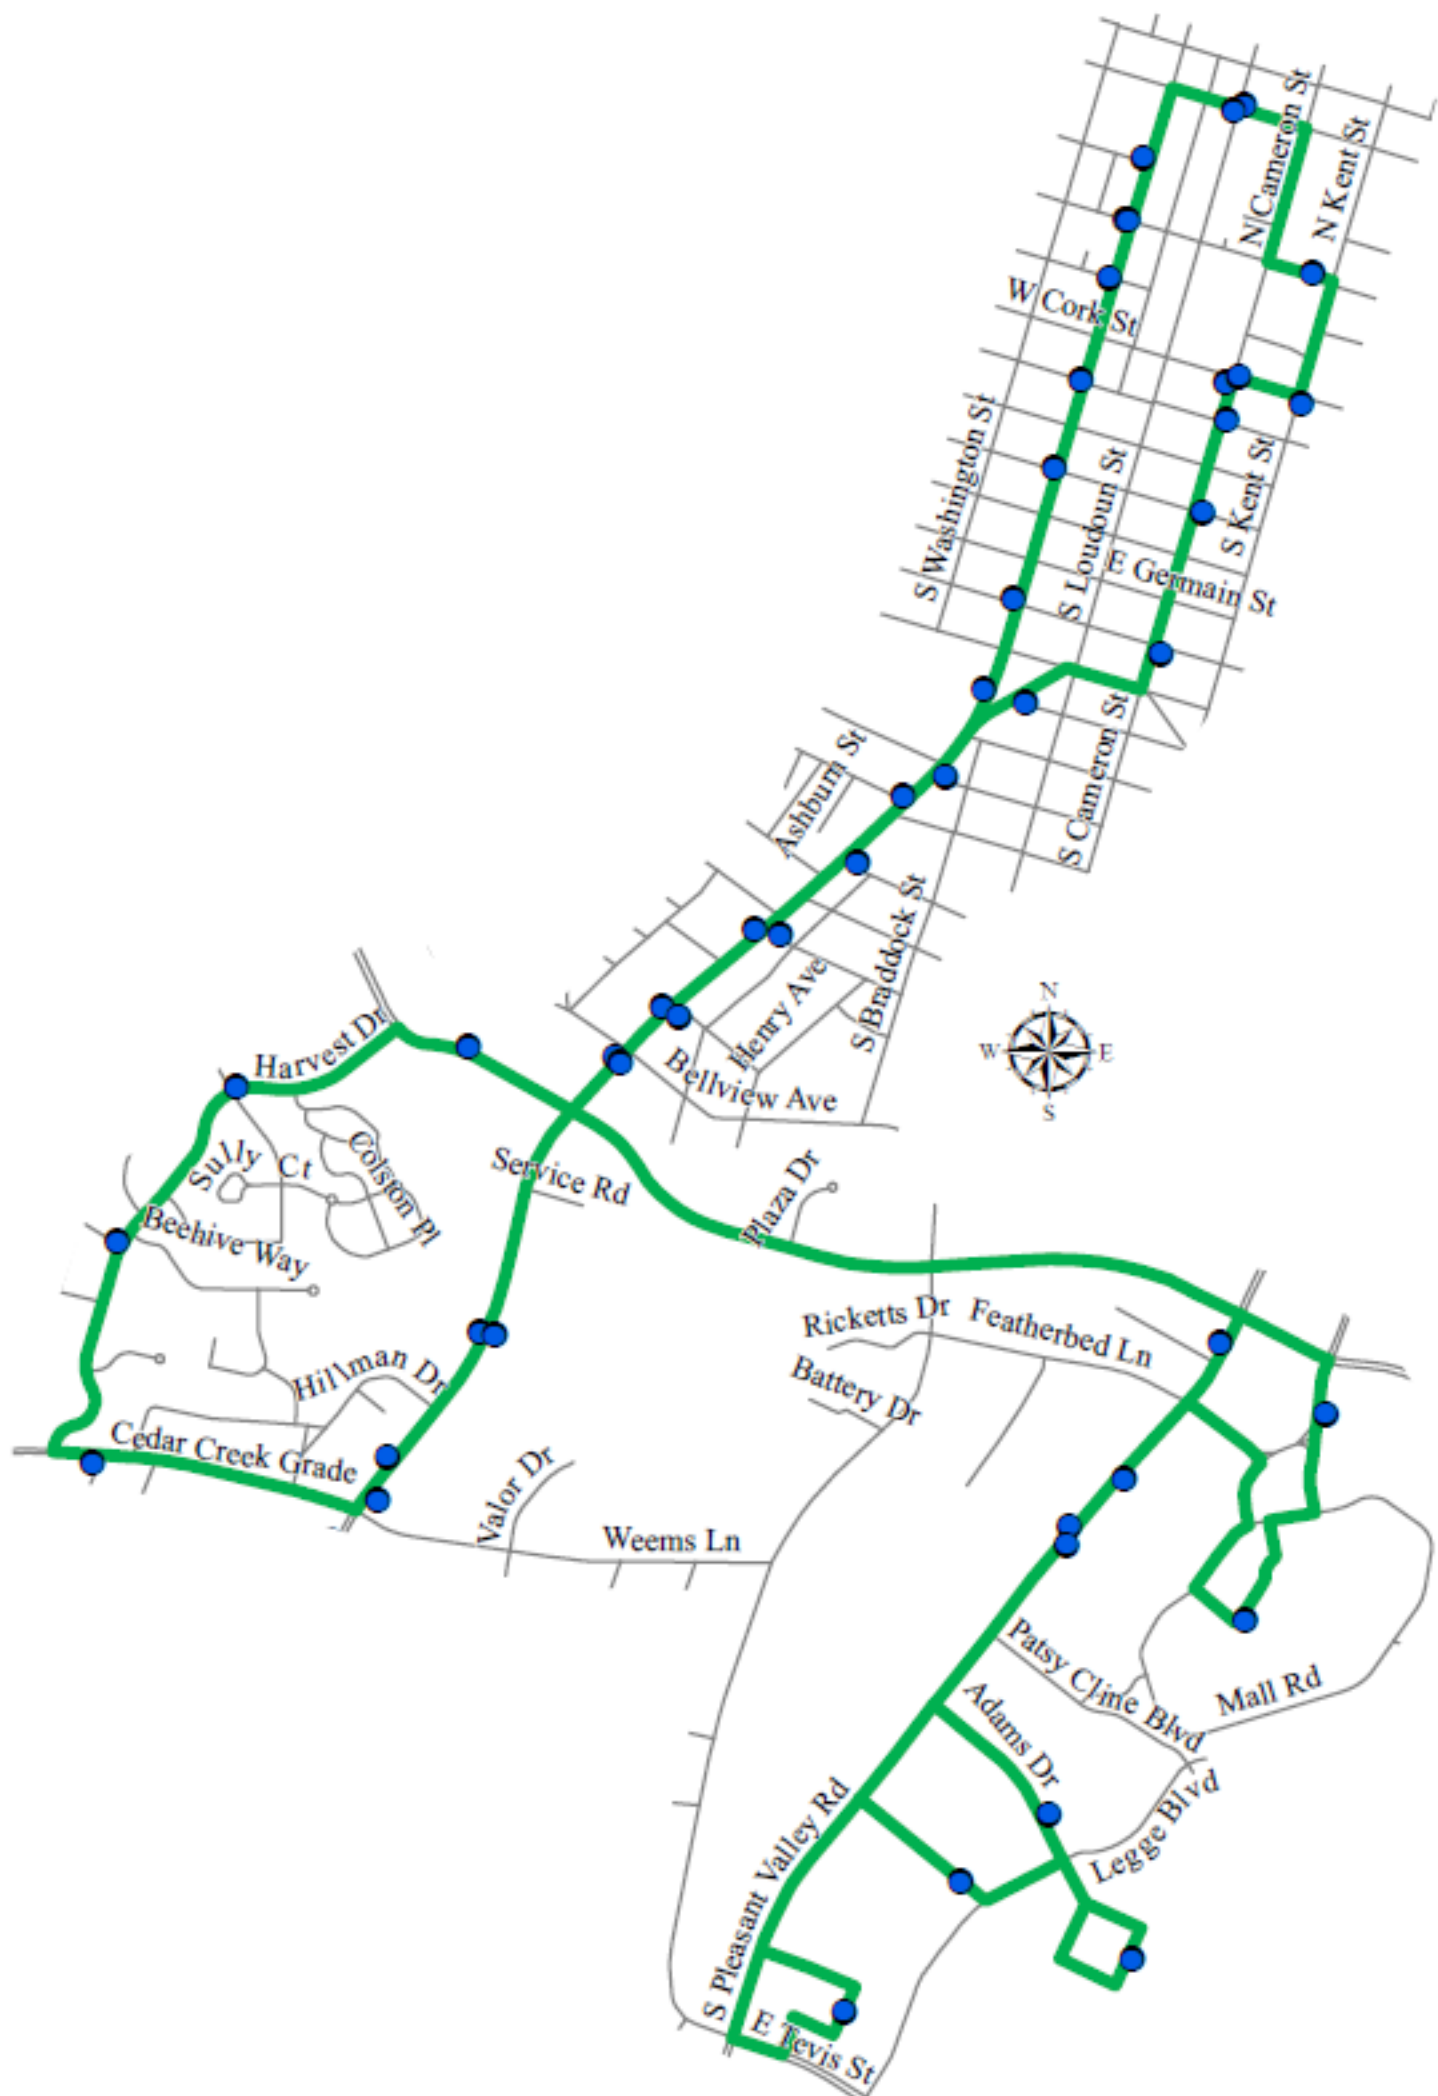 N Cameron St
N Kent St
W Cork St
S Washington St
S Loudoun St
S Kent St
E Germain St
S Cameron St
Ashburn St
S Braddock St
Henry Ave
Bellview Ave
N
W
E
S
Harvest Dr
Sully Ct
Colston Pl
Service Rd
Plaza Dr
Beehive Way
Hillman Dr
Cedar Creek Grade
Ricketts Dr
Featherbed Ln
Battery Dr
Valor Dr
Weems Ln
Patsy Cline Blvd
Mall Rd
Adams Dr
Legge Blvd
S Pleasant Valley Rd
E Tevis St